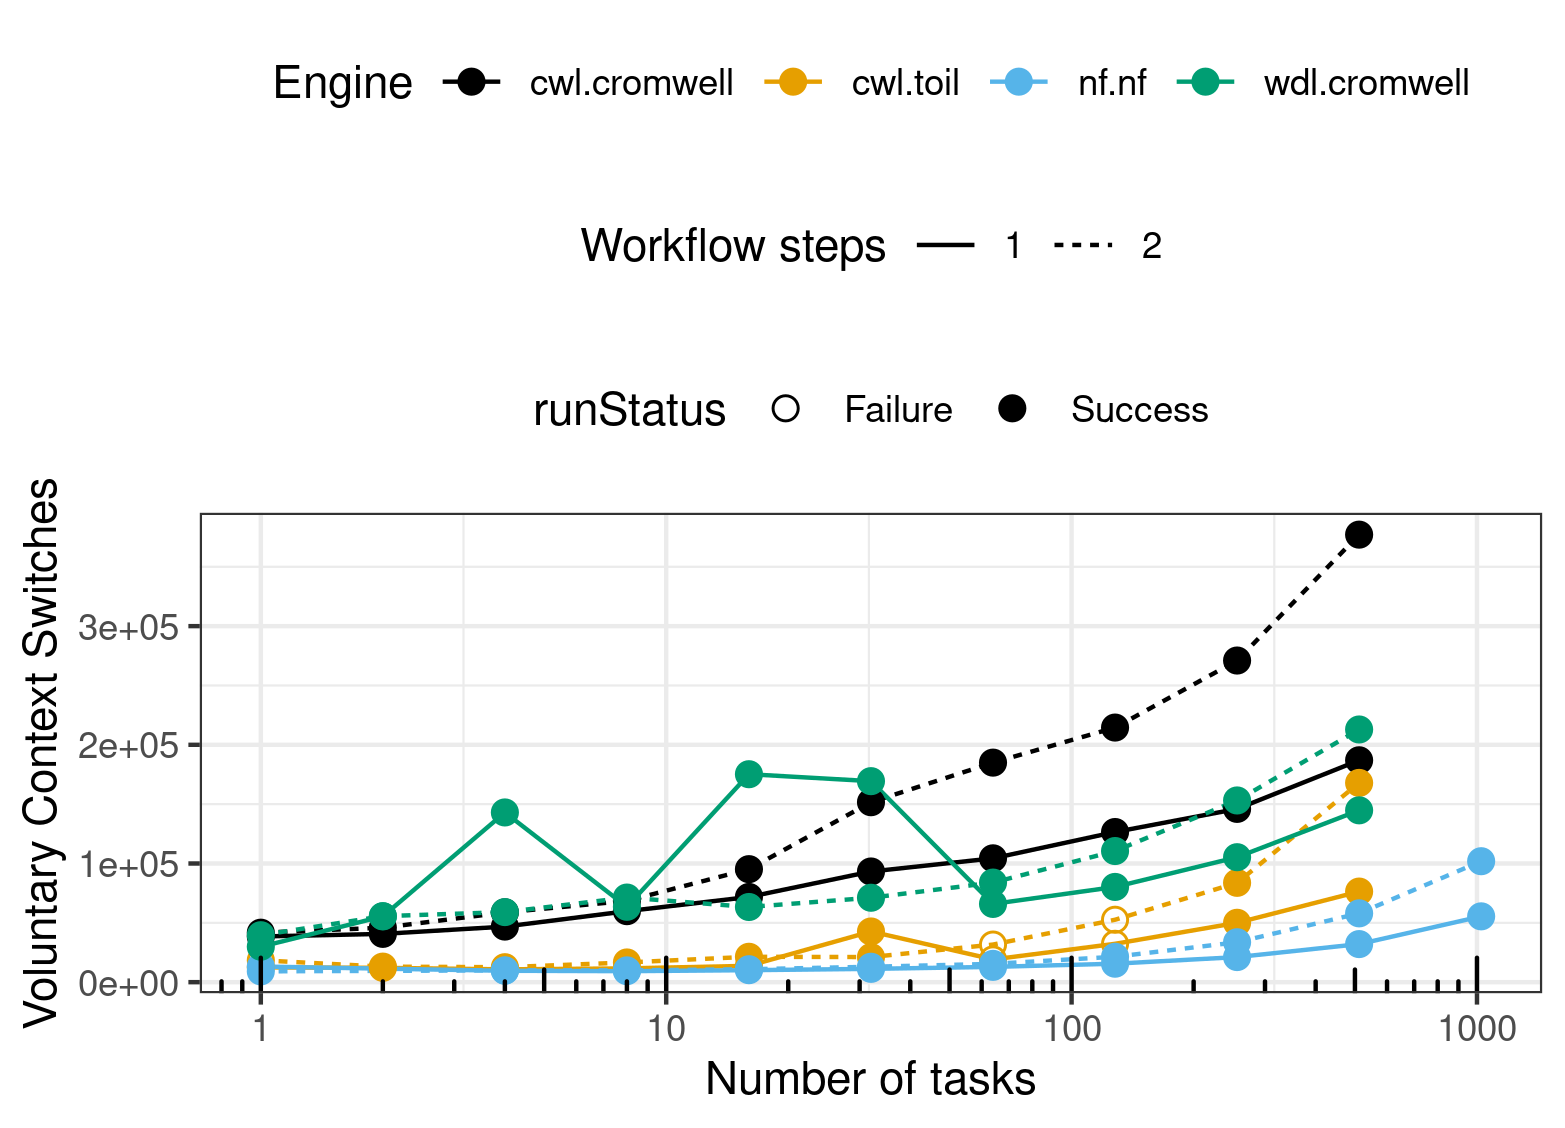 Engine cwl.cromwell cwl.toil nf.nf wdl.cromwell
Workflow steps 1 2
runStatus Failure Success
Voluntary Context Switches
3e+05
2e+05
1e+05
0e+00
1 10 100 1000
Number of tasks